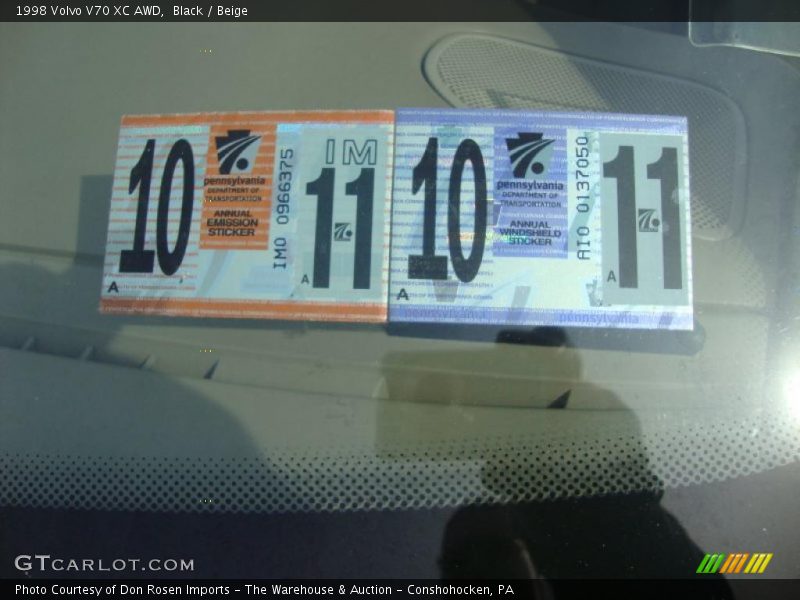 1998 Volvo V70 XC AWD,  Black / Beige
10
pennsylvania
DEPARTMENT OF
TRANSPORTATION
ANNUAL
EMISSION
STICKER
IM0 0966375
IM
11
A
A
10
pennsylvania
DEPARTMENT OF
TRANSPORTATION
ANNUAL
WINDSHIELD
STICKER
AI0 0137050
11
A
A
pennsylvania
pennsylvania
GTCARLOT.COM
Photo Courtesy of Don Rosen Imports – The Warehouse & Auction – Conshohocken, PA